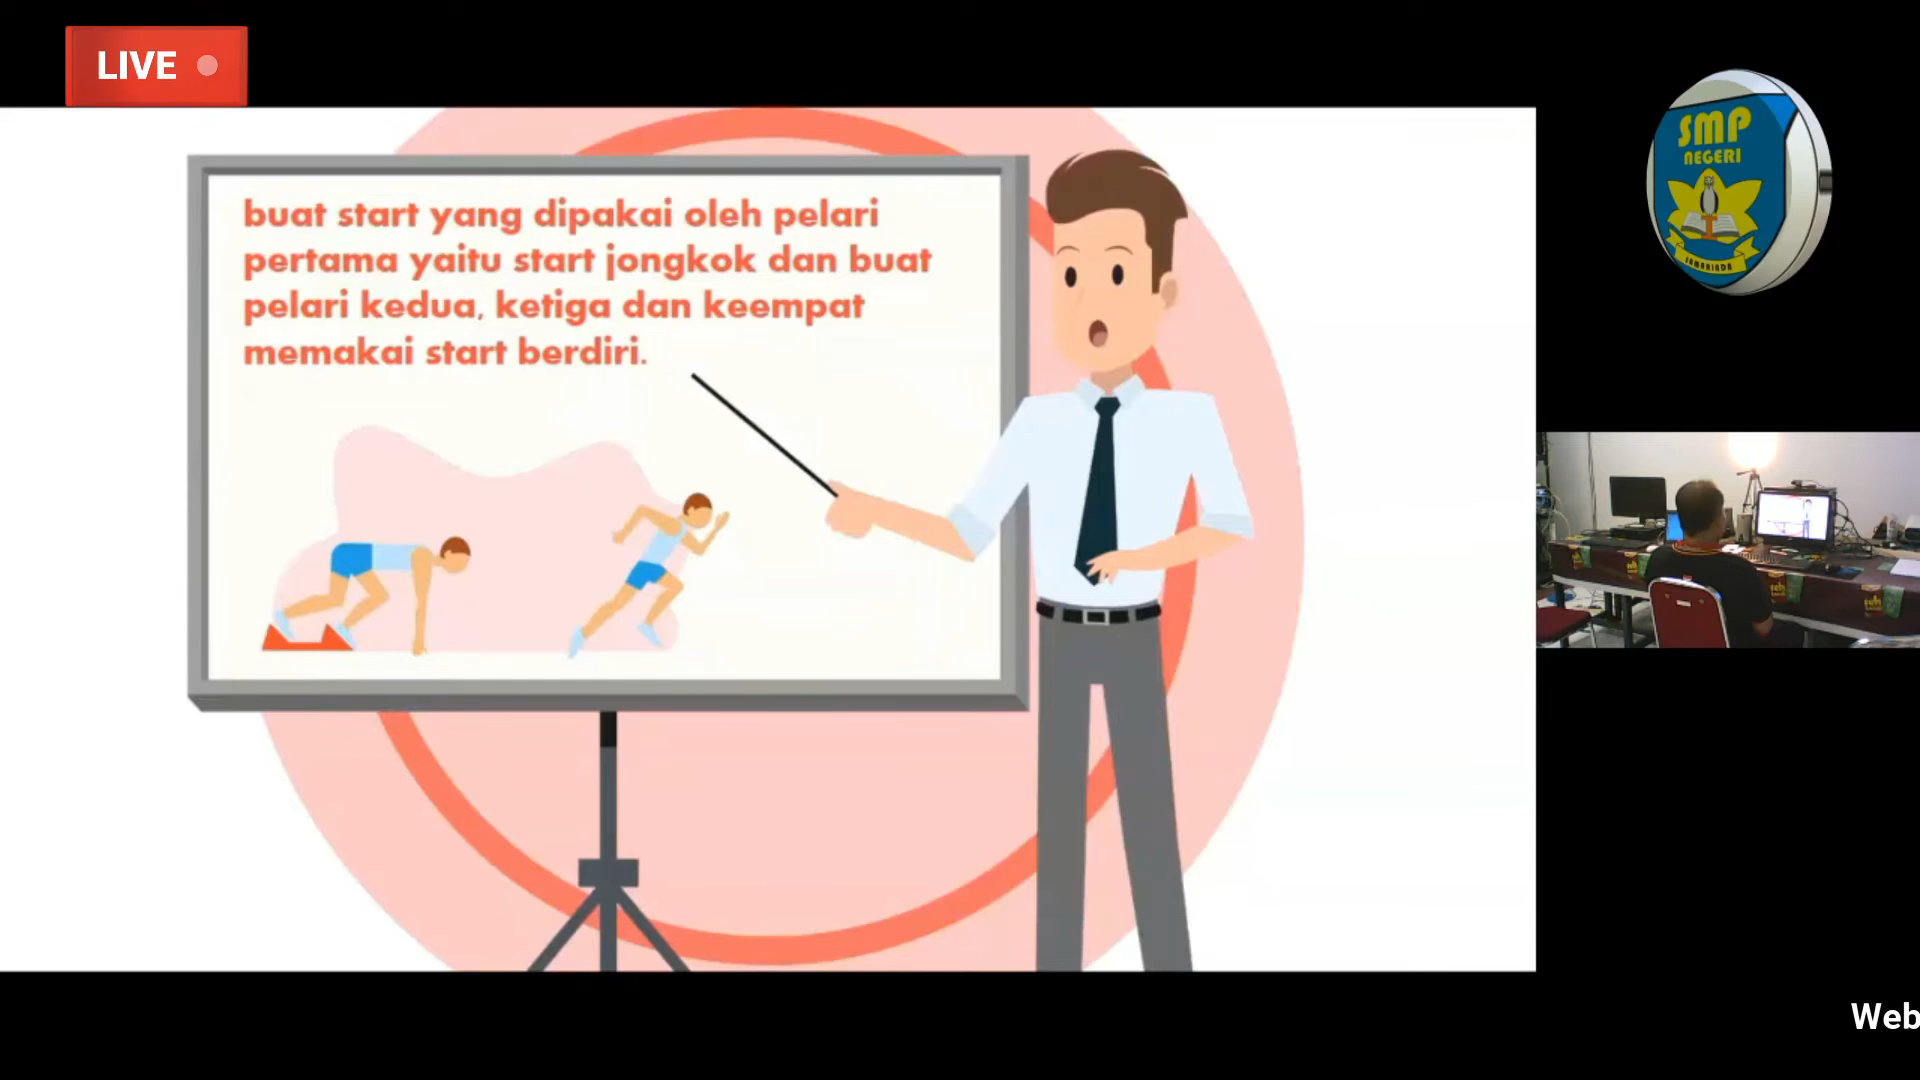 LIVE
buat start yang dipakai oleh pelari
pertama yaitu start jongkok dan buat
pelari kedua, ketiga dan keempat
memakai start berdiri.
SMP
NEGERI
SAMARINDA
Web